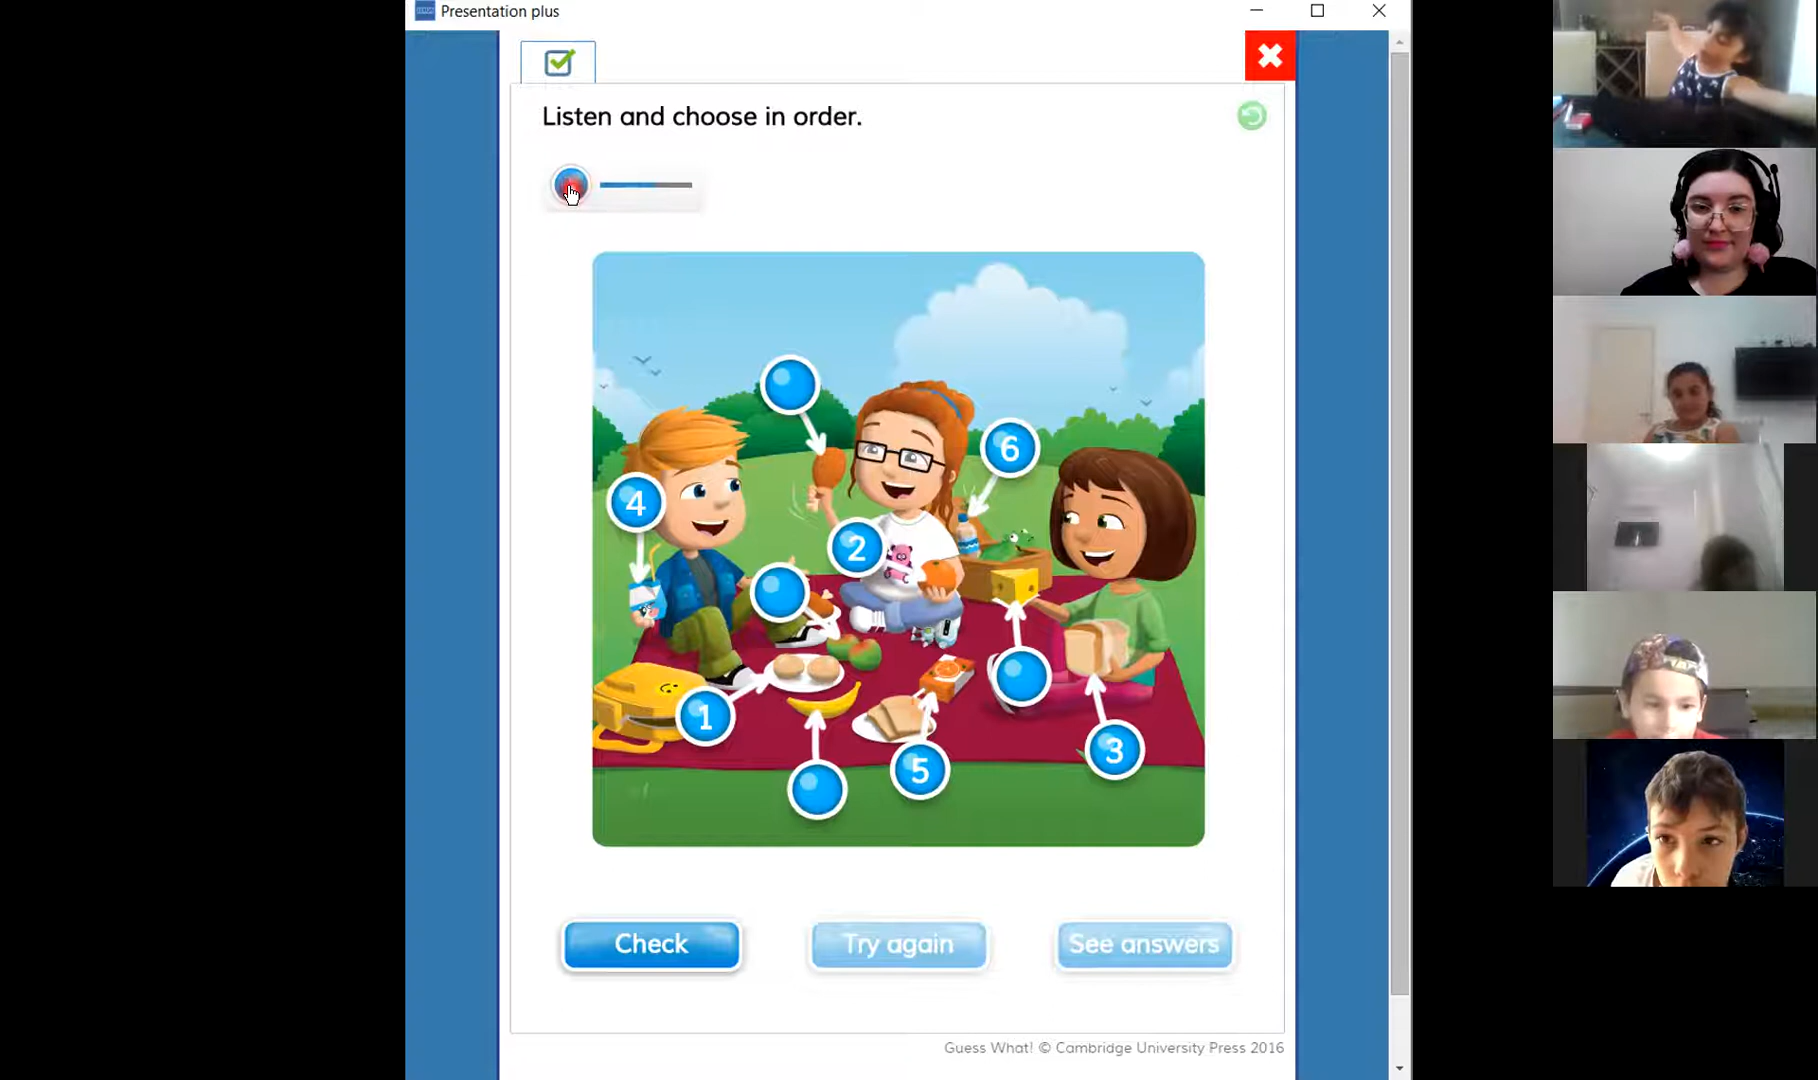 Presentation plus
Listen and choose in order.
6
4
2
1
5
3
Check
Try again
See answers
Guess What! © Cambridge University Press 2016